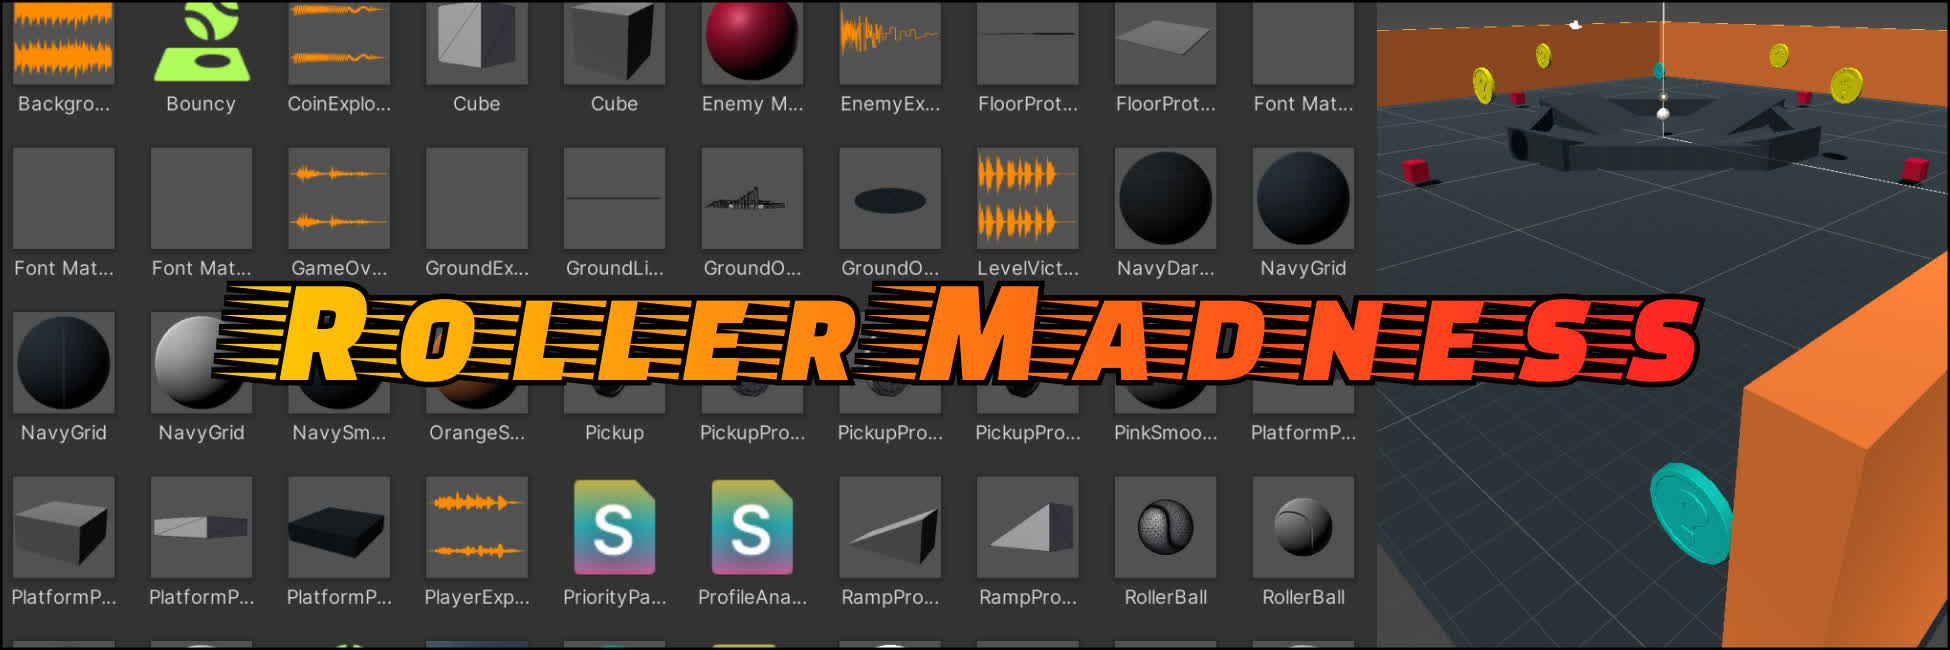 Backgro... Bouncy CoinExplo... Cube Cube Enemy M... EnemyEx... FloorProt... FloorProt... Font Mat...
Font Mat... Font Mat... GameOv... GroundEx... GroundLi... GroundO... GroundO... LevelVict... NavyDar... NavyGrid
Roller Madness
NavyGrid NavyGrid NavySm... OrangeS... Pickup PickupPro... PickupPro... PickupPro... PinkSmoo... PlatformP...
S S
PlatformP... PlatformP... PlatformP... PlayerExp... PriorityPa... ProfileAna... RampPro... RampPro... RollerBall RollerBall